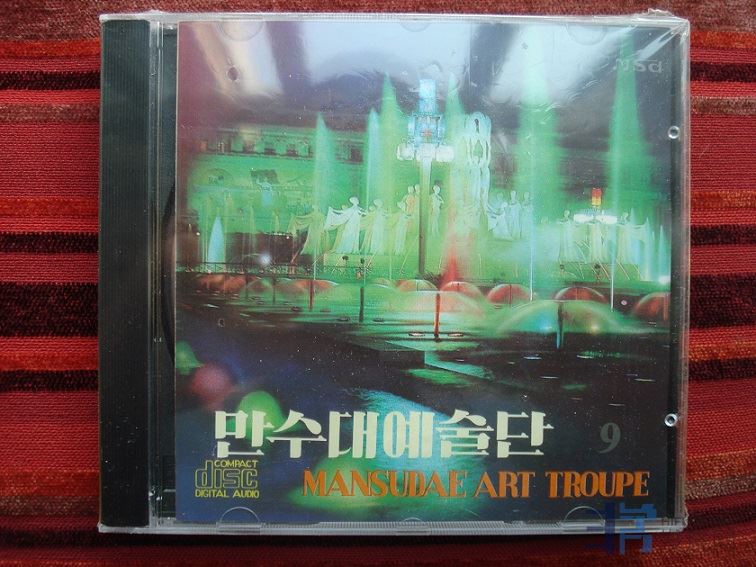 만수대예술단 9
COMPACT
disc
DIGITAL AUDIO
MANSUDAE ART TROUPE